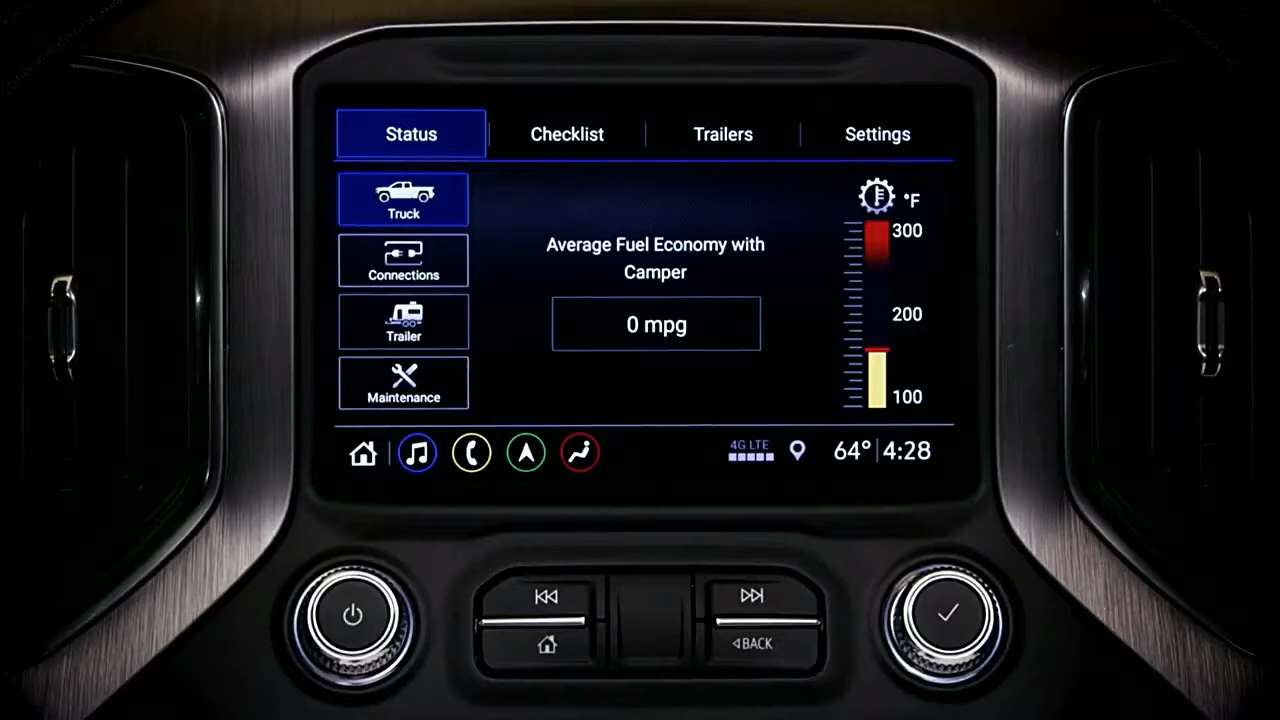 Status
Checklist
Trailers
Settings
Truck
Connections
Trailer
Maintenance
Average Fuel Economy with
Camper
0 mpg
°F
300
200
100
4G LTE
64° 4:28
BACK